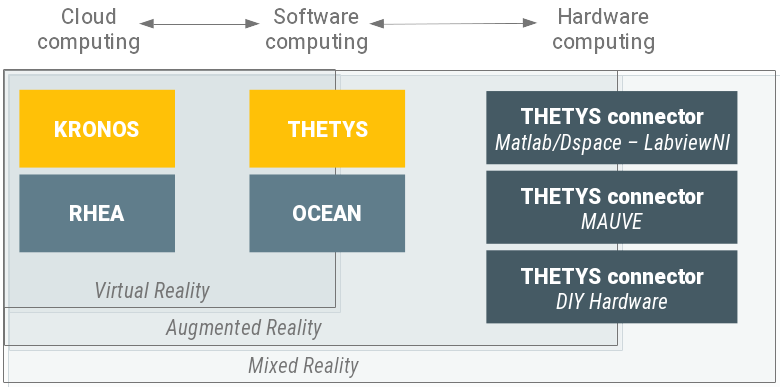 Cloud
computing
Software
computing
Hardware
computing
KRONOS
THETYS
THETYS connector
Matlab/Dspace – LabviewNI
RHEA
OCEAN
THETYS connector
MAUVE
THETYS connector
DIY Hardware
Virtual Reality
Augmented Reality
Mixed Reality